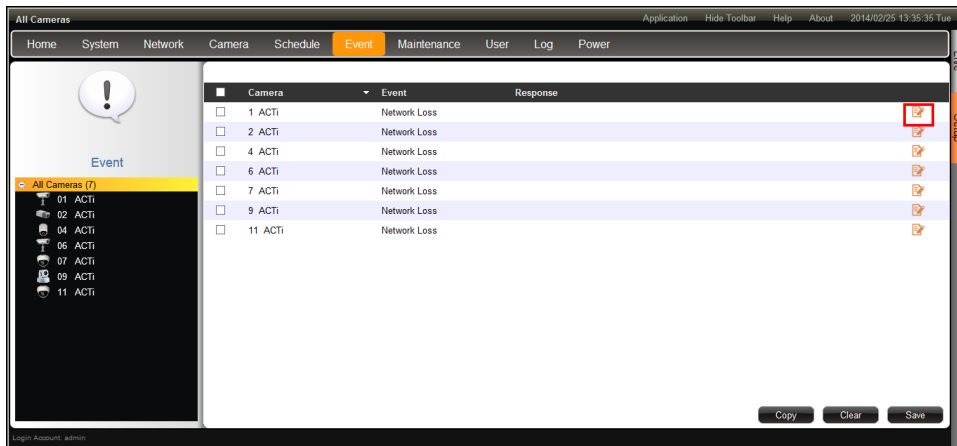 All Cameras Application Hide Toolbar Help About 2014/02/25 13:35:35 Tue
Home System Network Camera Schedule Event Maintenance User Log Power
Camera Event Response
1 ACTi Network Loss
2 ACTi Network Loss
4 ACTi Network Loss
6 ACTi Network Loss
7 ACTi Network Loss
9 ACTi Network Loss
11 ACTi Network Loss
Event
All Cameras (7)
01 ACTi
02 ACTi
04 ACTi
06 ACTi
07 ACTi
09 ACTi
11 ACTi
Copy Clear Save
Login Account: admin